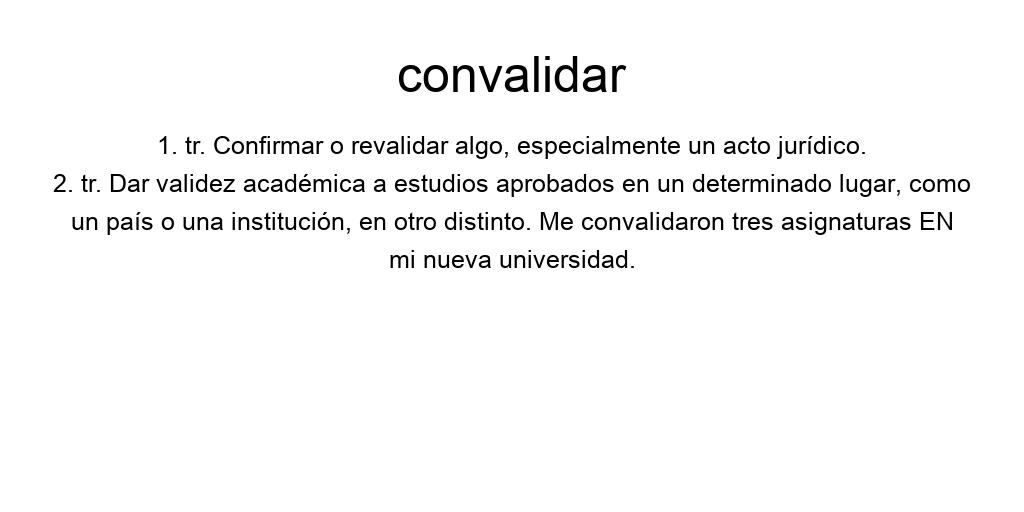 convalidar
1. tr. Confirmar o revalidar algo, especialmente un acto jurídico.
2. tr. Dar validez académica a estudios aprobados en un determinado lugar, como
un país o una institución, en otro distinto. Me convalidaron tres asignaturas EN
mi nueva universidad.